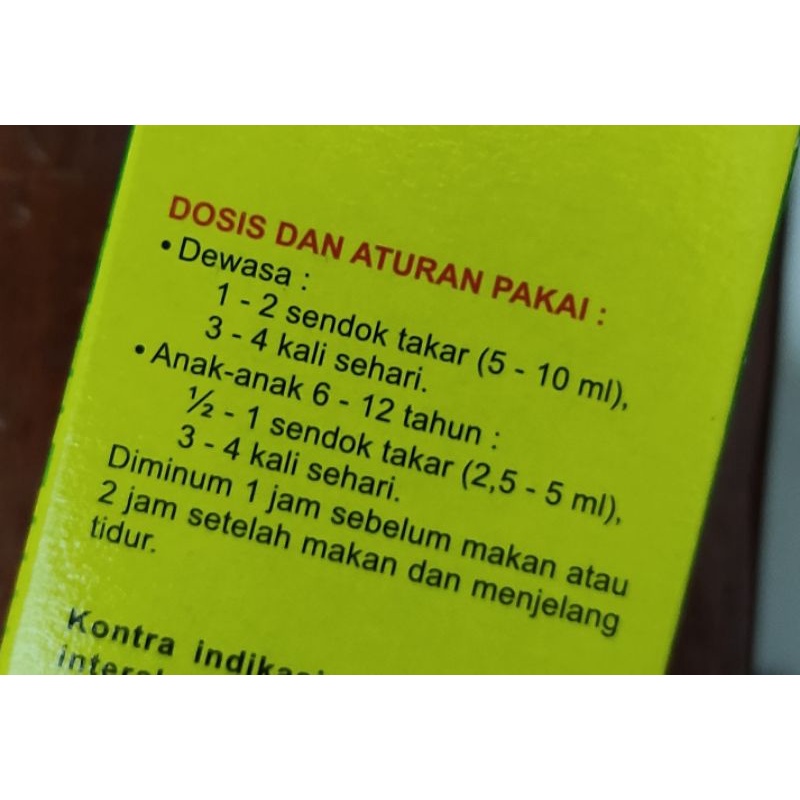 DOSIS DAN ATURAN PAKAI :
• Dewasa :
1 - 2 sendok takar (5 - 10 ml),
3 - 4 kali sehari.
• Anak-anak 6 - 12 tahun :
½ - 1 sendok takar (2,5 - 5 ml),
3 - 4 kali sehari.
Diminum 1 jam sebelum makan atau
2 jam setelah makan dan menjelang
tidur.
Kontra indikasi